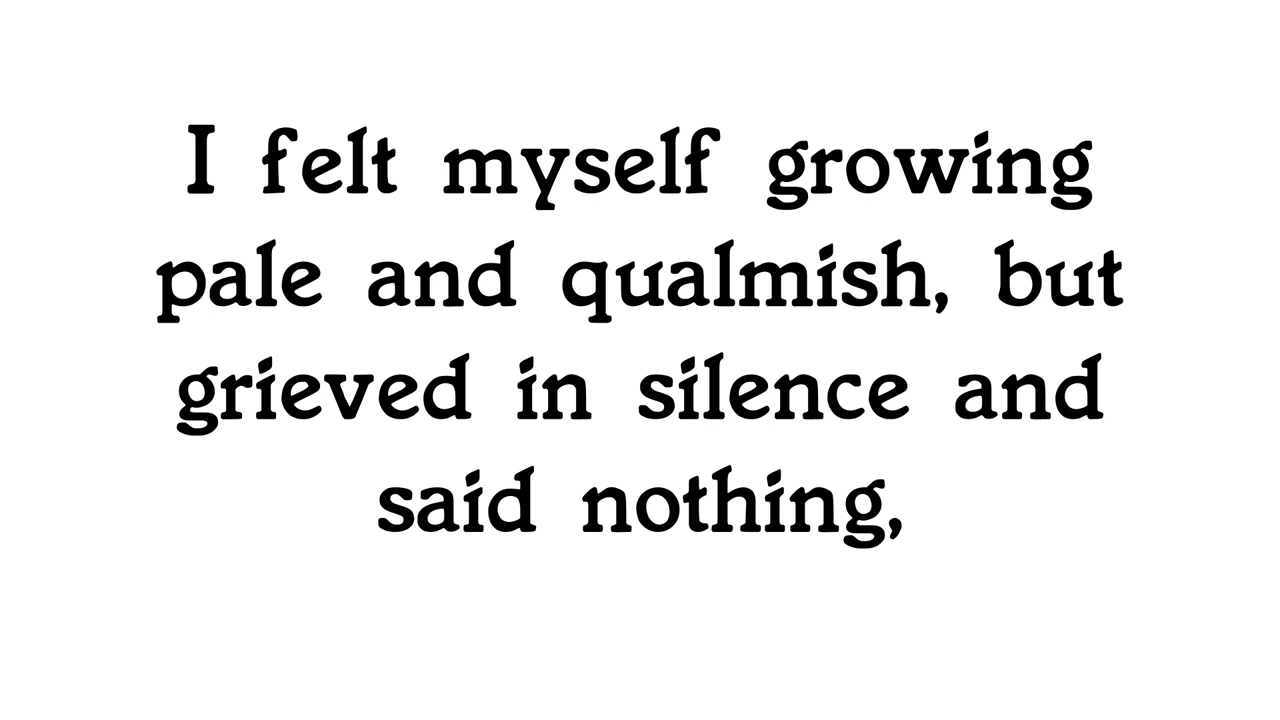 I felt myself growing
pale and qualmish, but
grieved in silence and
said nothing,